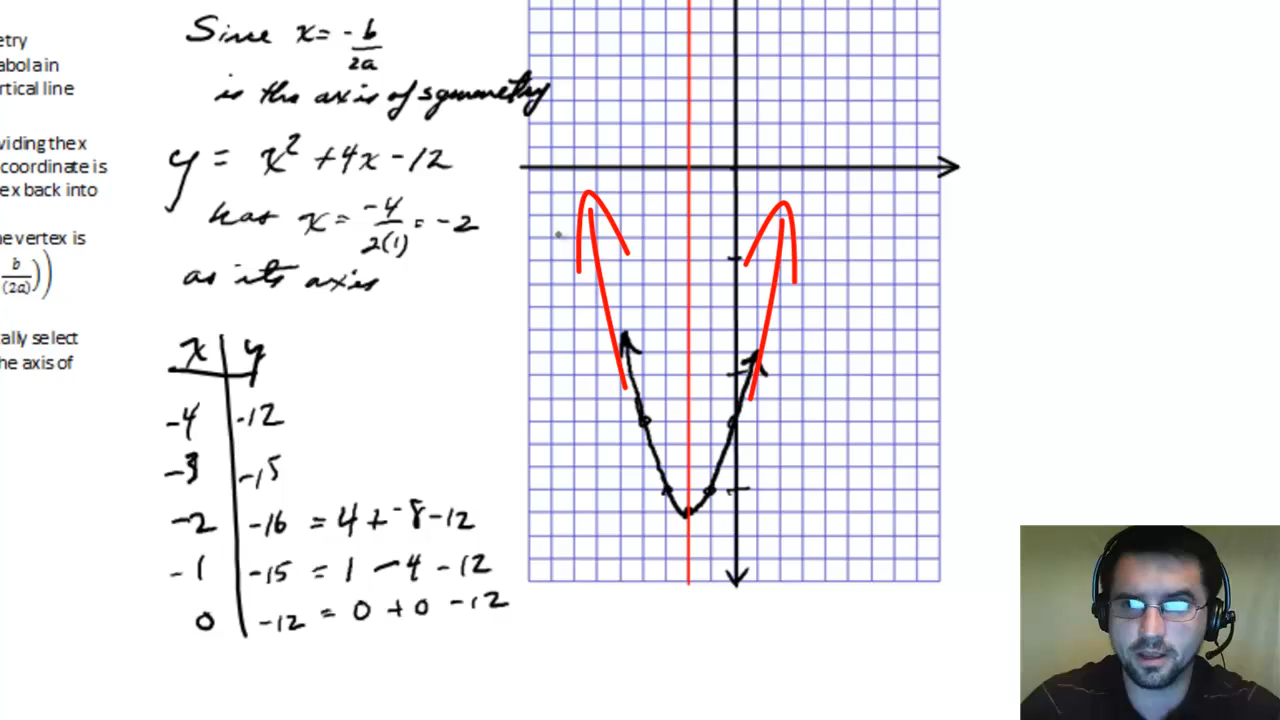 etry
abola in
rtical line
viding the x
coordinate is
e x back into
he vertex is
b
(2a)
))
ally select
he axis of
Since x = -b
2a
is the axis of symmetry
y = x² + 4x - 12
has x = -4 = -2
2(1)
as its axis
x y
-4 -12
-3 -15
-2 -16 = 4 + -8 - 12
-1 -15 = 1 - 4 - 12
0 -12 = 0 + 0 - 12